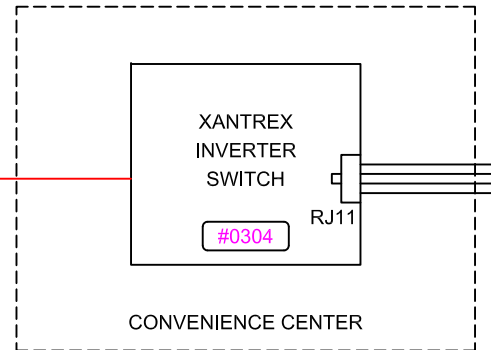 XANTREX
INVERTER
SWITCH
RJ11
#0304
CONVENIENCE CENTER